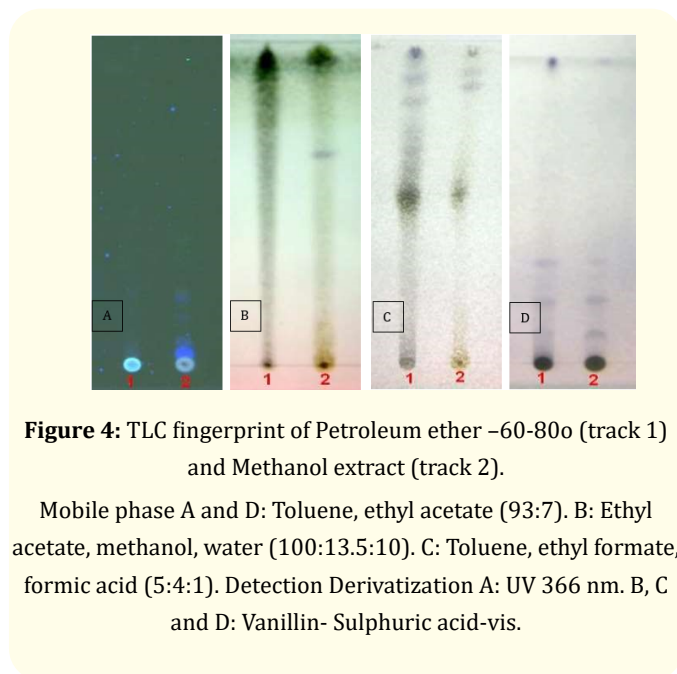 A
B
C
D
1 2
1 2
1 2
1 2
Figure 4: TLC fingerprint of Petroleum ether –60-80o (track 1)
and Methanol extract (track 2).
Mobile phase A and D: Toluene, ethyl acetate (93:7). B: Ethyl
acetate, methanol, water (100:13.5:10). C: Toluene, ethyl formate,
formic acid (5:4:1). Detection Derivatization A: UV 366 nm. B, C
and D: Vanillin- Sulphuric acid-vis.